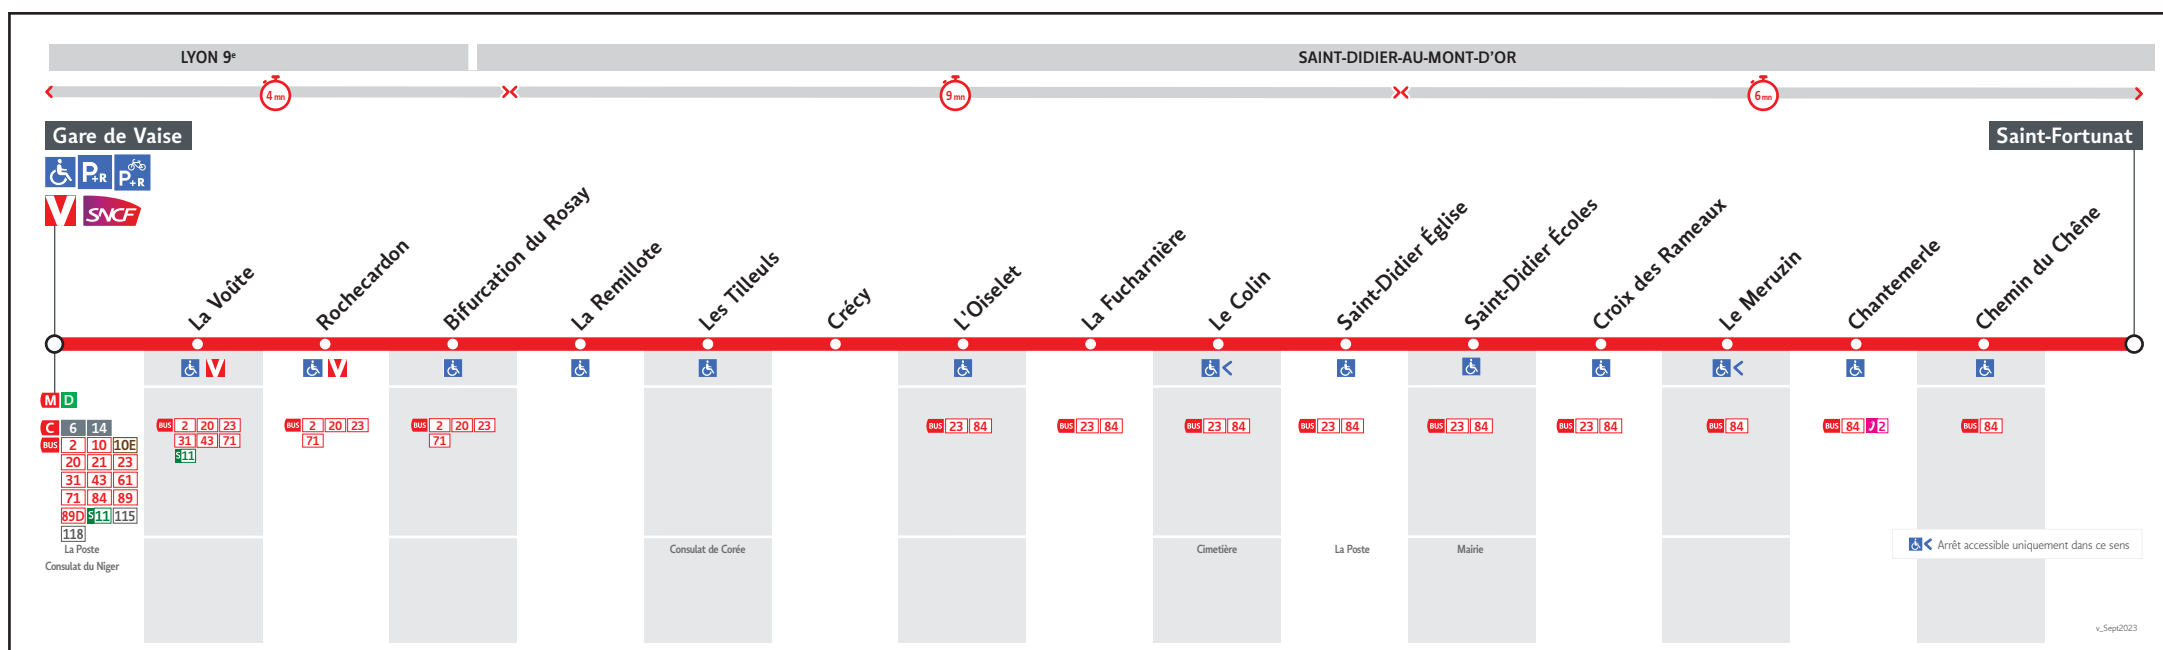 LYON 9e
SAINT-DIDIER-AU-MONT-D'OR
4 mn
9 mn
6 mn
Gare de Vaise
Saint-Fortunat
P+R
P+R
V
SNCF
La Voûte
Rochecardon
Bifurcation du Rosay
La Remillote
Les Tilleuls
Crécy
L'Oiselet
La Fucharnière
Le Colin
Saint-Didier Église
Saint-Didier Écoles
Croix des Rameaux
Le Meruzin
Chantemerle
Chemin du Chêne
V
V
M D
C 6 14
BUS 2 10 10E
20 21 23
31 43 61
71 84 89
89D S11 115
118
La Poste
Consulat du Niger
BUS 2 20 23
31 43 71
S11
BUS 2 20 23
71
BUS 2 20 23
71
BUS 23 84
BUS 23 84
BUS 23 84
BUS 23 84
BUS 23 84
BUS 23 84
BUS 84
BUS 84 J2
BUS 84
Consulat de Corée
Cimetière
La Poste
Mairie
Arrêt accessible uniquement dans ce sens
v_Sept2023